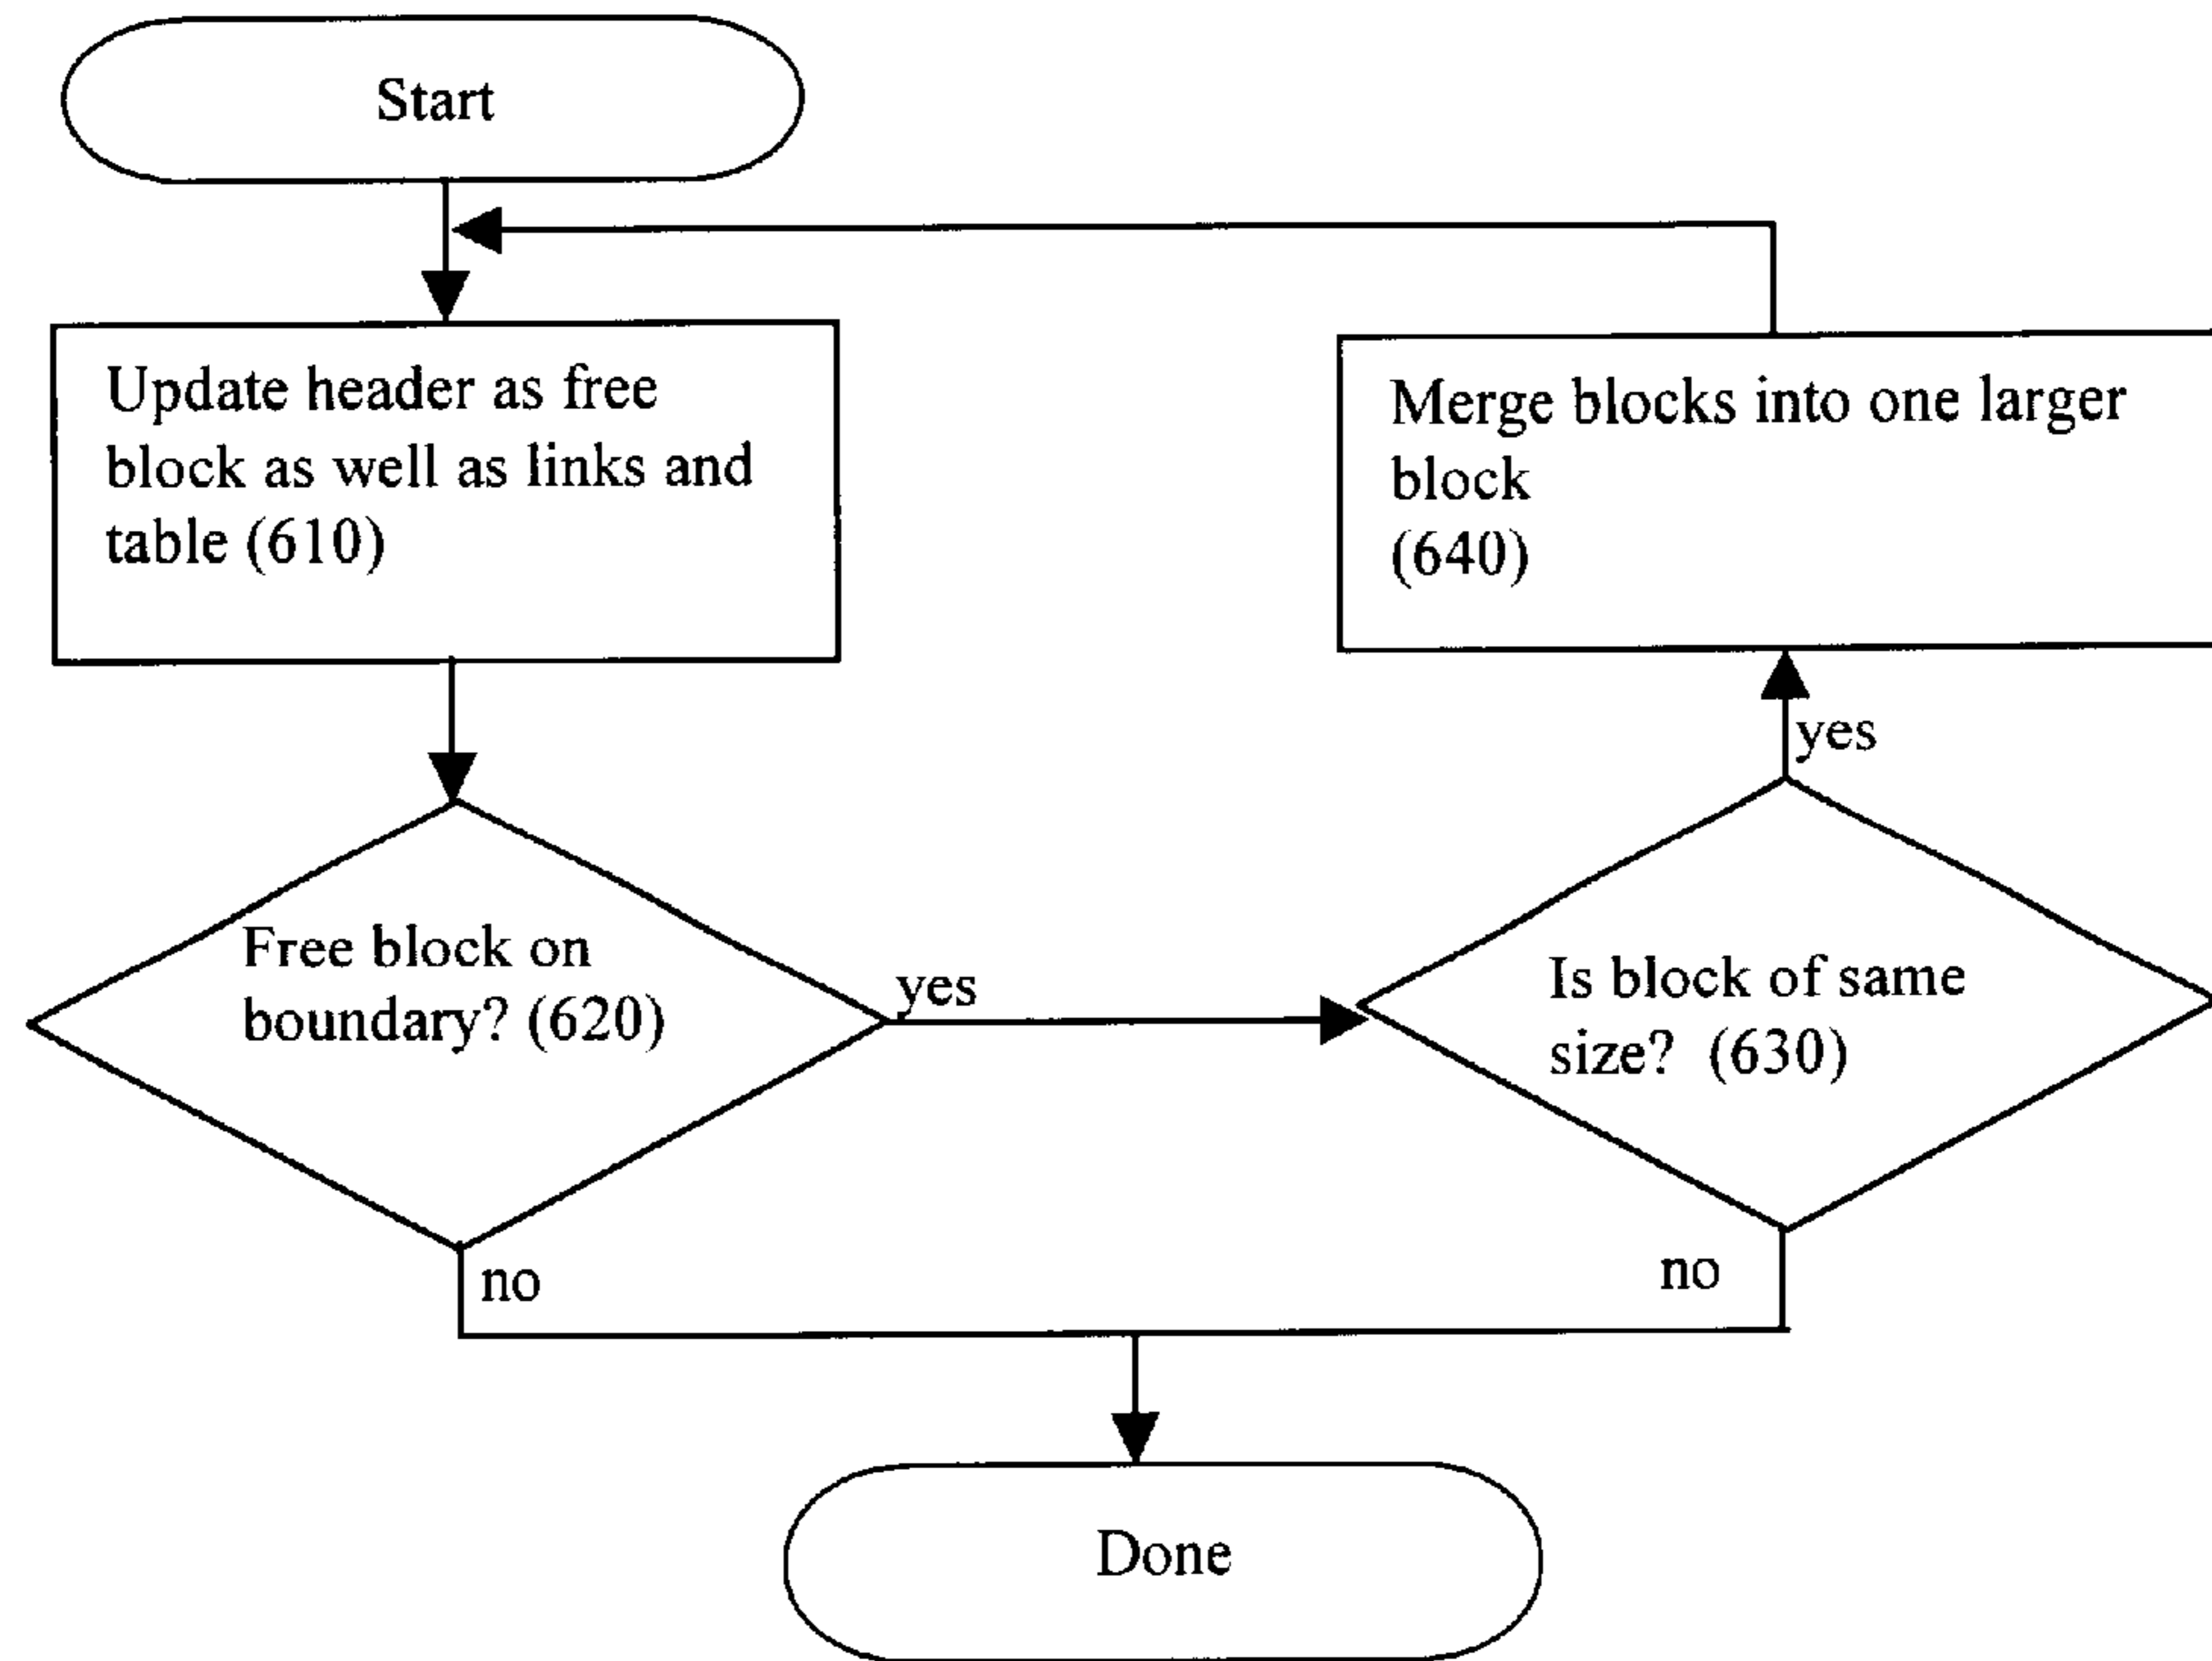 Start
Update header as free
block as well as links and
table (610)
Merge blocks into one larger
block
(640)
yes
Free block on
boundary? (620)
yes
Is block of same
size? (630)
no
no
Done